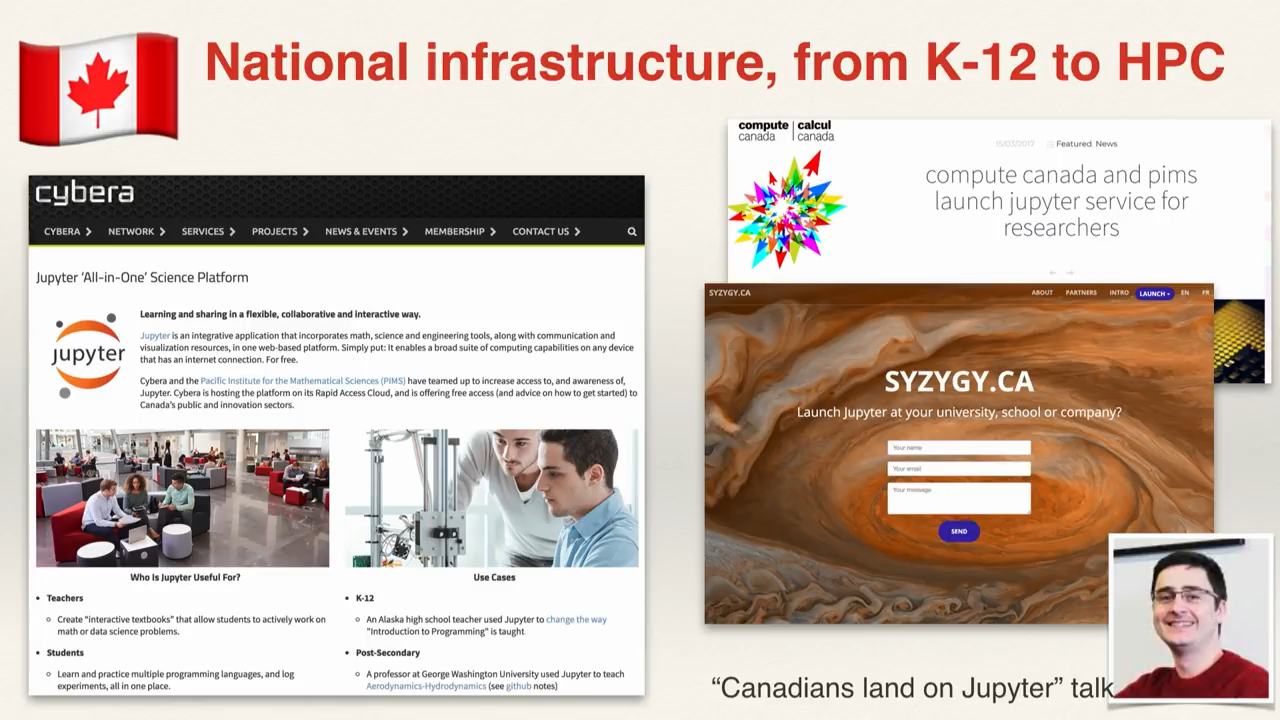 National infrastructure, from K-12 to HPC
cybera
CYBERA NETWORK SERVICES PROJECTS NEWS & EVENTS MEMBERSHIP CONTACT US
Jupyter ‘All-in-One’ Science Platform
jupyter
Learning and sharing in a flexible, collaborative and interactive way.
Jupyter is an integrative application that incorporates math, science and engineering tools, along with communication and
visualization resources, in one web-based platform. Simply put: It enables a broad suite of computing capabilities on any device
that has an internet connection. For free.
Cybera and the Pacific Institute for the Mathematical Sciences (PIMS) have teamed up to increase access to, and awareness of,
Jupyter. Cybera is hosting the platform on its Rapid Access Cloud, and is offering free access (and advice on how to get started) to
Canada's public and innovation sectors.
Who Is Jupyter Useful For?
Teachers
Create “interactive textbooks” that allow students to actively work on
math or data science problems.
Students
Learn and practice multiple programming languages, and log
experiments, all in one place.
Use Cases
K-12
An Alaska high school teacher used Jupyter to change the way
"Introduction to Programming" is taught
Post-Secondary
A professor at George Washington University used Jupyter to teach
Aerodynamics-Hydrodynamics (see github notes)
compute | calcul
canada | canada
15/03/2017 Featured, News
compute canada and pims
launch jupyter service for
researchers
SYZYGY.CA ABOUT PARTNERS INTRO LAUNCH EN FR
SYZYGY.CA
Launch Jupyter at your university, school or company?
Your name
Your email
Your message
SEND
“Canadians land on Jupyter” talk